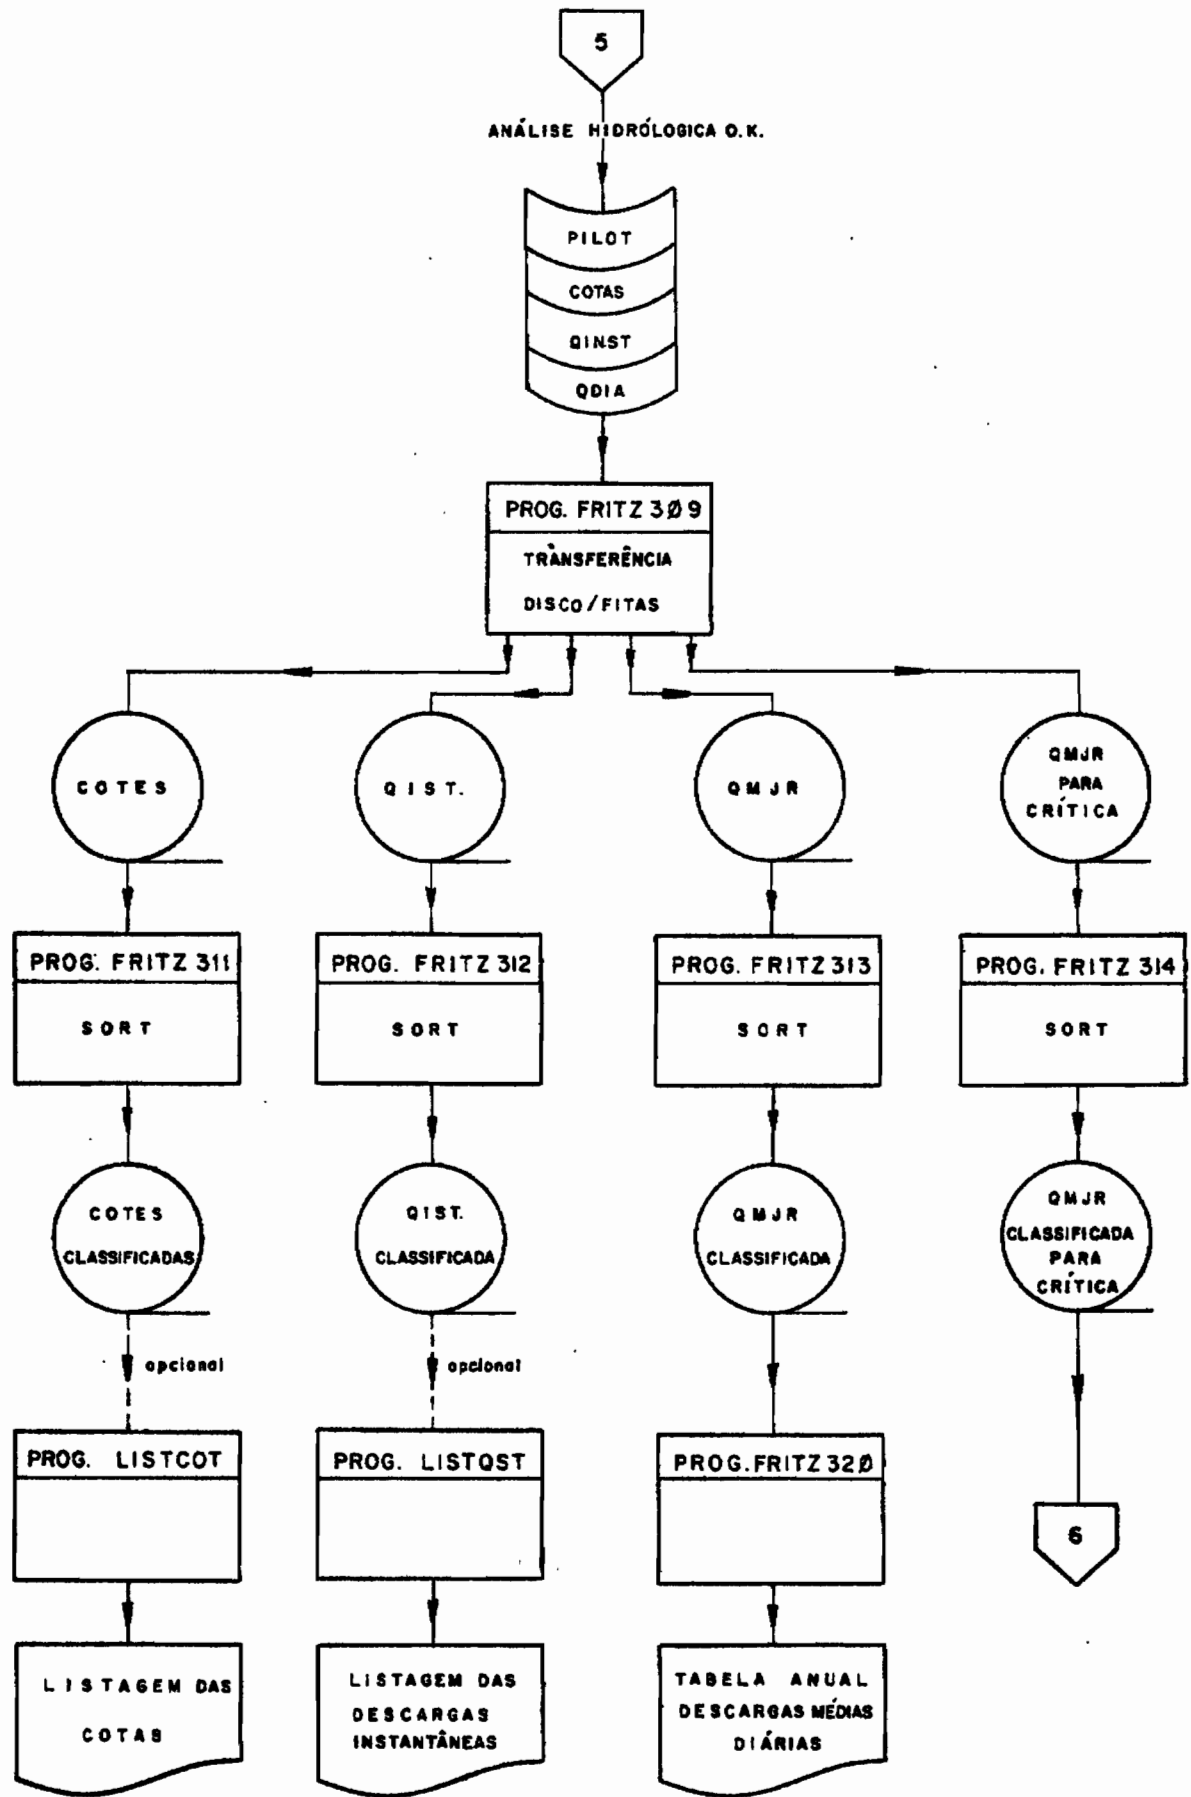 5
ANÁLISE HIDRÓLOGICA O.K.
PILOT
COTAS
QINST
QDIA
PROG. FRITZ 3Ø9
TRANSFERÊNCIA
DISCO/FITAS
COTES
QIST.
QMJR
QMJR
PARA
CRÍTICA
PROG. FRITZ 311
SORT
PROG. FRITZ 312
SORT
PROG. FRITZ 313
SORT
PROG. FRITZ 314
SORT
COTES
CLASSIFICADAS
QIST.
CLASSIFICADA
QMJR
CLASSIFICADA
QMJR
CLASSIFICADA
PARA
CRÍTICA
opcional
opcional
PROG. LISTCOT
PROG. LISTQST
PROG. FRITZ 32Ø
6
LISTAGEM DAS
COTAS
LISTAGEM DAS
DESCARGAS
INSTANTÂNEAS
TABELA ANUAL
DESCARGAS MÉDIAS
DIÁRIAS